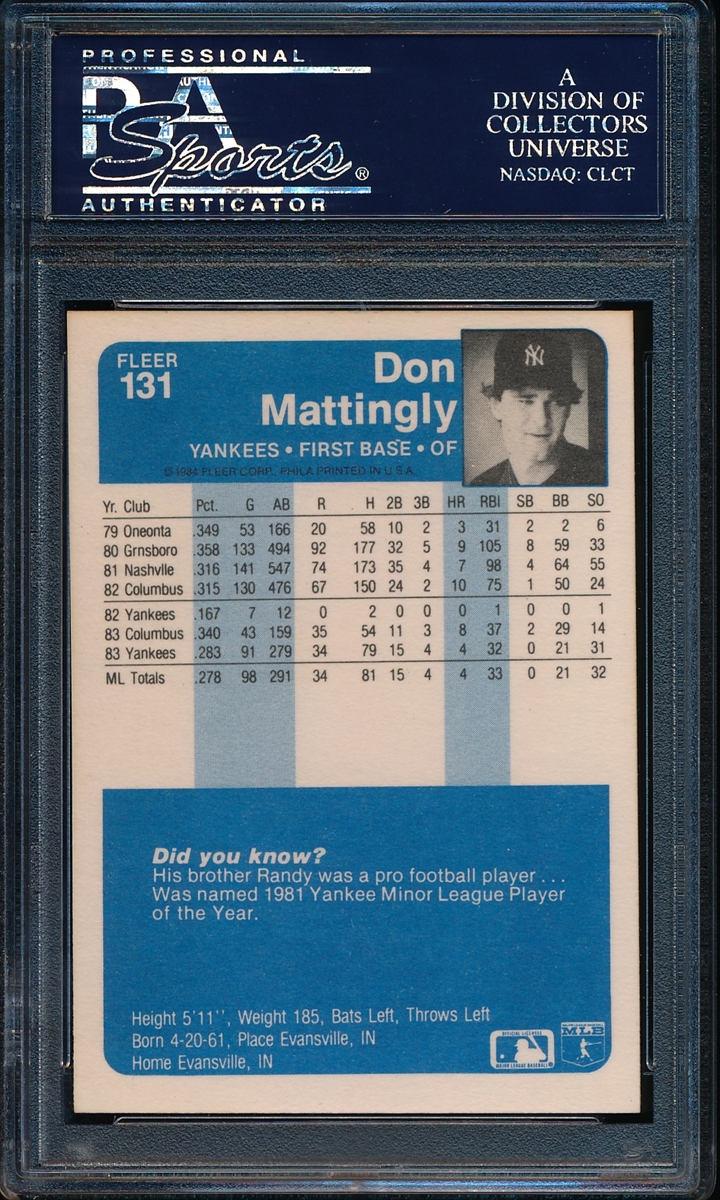 PROFESSIONAL
PSA
Sports®
AUTHENTICATOR
A
DIVISION OF
COLLECTORS
UNIVERSE
NASDAQ: CLCT
FLEER
131
Don
Mattingly
YANKEES • FIRST BASE • OF
© 1984 FLEER CORP. PHILA PRINTED IN U.S.A.
NY
Yr. Club Pct. G AB R H 2B 3B HR RBI SB BB SO
79 Oneonta .349 53 166 20 58 10 2 3 31 2 2 6
80 Grnsboro .358 133 494 92 177 32 5 9 105 8 59 33
81 Nashvlle .316 141 547 74 173 35 4 7 98 4 64 55
82 Columbus .315 130 476 67 150 24 2 10 75 1 50 24
82 Yankees .167 7 12 0 2 0 0 0 1 0 0 1
83 Columbus .340 43 159 35 54 11 3 8 37 2 29 14
83 Yankees .283 91 279 34 79 15 4 4 32 0 21 31
ML Totals .278 98 291 34 81 15 4 4 33 0 21 32
Did you know?
His brother Randy was a pro football player . . .
Was named 1981 Yankee Minor League Player
of the Year.
Height 5'11'', Weight 185, Bats Left, Throws Left
Born 4-20-61, Place Evansville, IN
Home Evansville, IN
OFFICIAL LICENSEE
MAJOR LEAGUE BASEBALL
MLB